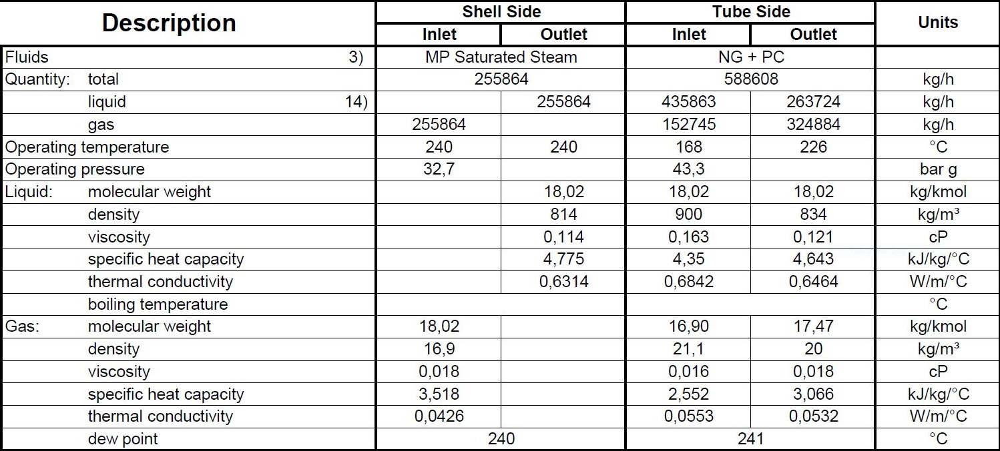 Description Shell Side Tube Side Units
Inlet Outlet Inlet Outlet
Fluids 3) MP Saturated Steam NG + PC
Quantity: total 255864 588608 kg/h
liquid 14) 255864 435863 263724 kg/h
gas 255864 152745 324884 kg/h
Operating temperature 240 240 168 226 °C
Operating pressure 32,7 43,3 bar g
Liquid: molecular weight 18,02 18,02 18,02 kg/kmol
density 814 900 834 kg/m³
viscosity 0,114 0,163 0,121 cP
specific heat capacity 4,775 4,35 4,643 kJ/kg/°C
thermal conductivity 0,6314 0,6842 0,6464 W/m/°C
boiling temperature °C
Gas: molecular weight 18,02 16,90 17,47 kg/kmol
density 16,9 21,1 20 kg/m³
viscosity 0,018 0,016 0,018 cP
specific heat capacity 3,518 2,552 3,066 kJ/kg/°C
thermal conductivity 0,0426 0,0553 0,0532 W/m/°C
dew point 240 241 °C